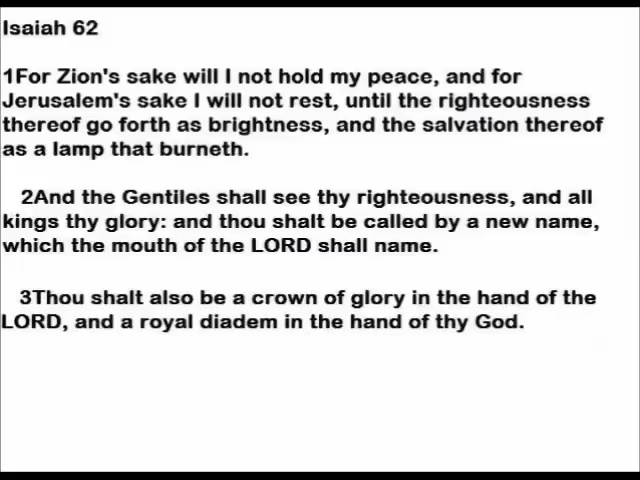 Isaiah 62
1For Zion's sake will I not hold my peace, and for
Jerusalem's sake I will not rest, until the righteousness
thereof go forth as brightness, and the salvation thereof
as a lamp that burneth.
2And the Gentiles shall see thy righteousness, and all
kings thy glory: and thou shalt be called by a new name,
which the mouth of the LORD shall name.
3Thou shalt also be a crown of glory in the hand of the
LORD, and a royal diadem in the hand of thy God.